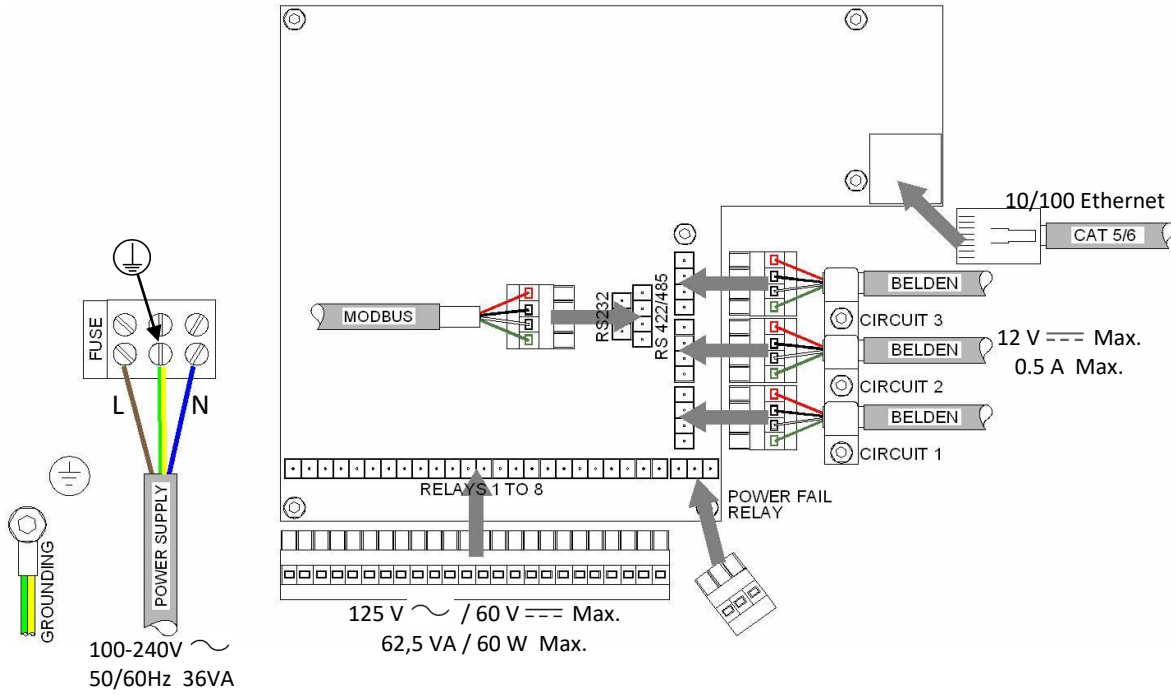 10/100 Ethernet
CAT 5/6
BELDEN
CIRCUIT 3
MODBUS
RS232
RS 422/485
12 V Max.
0.5 A Max.
BELDEN
CIRCUIT 2
BELDEN
CIRCUIT 1
FUSE
L N
POWER SUPPLY
GROUNDING
100-240V
50/60Hz 36VA
RELAYS 1 TO 8
POWER FAIL
RELAY
125 V / 60 V Max.
62,5 VA / 60 W Max.